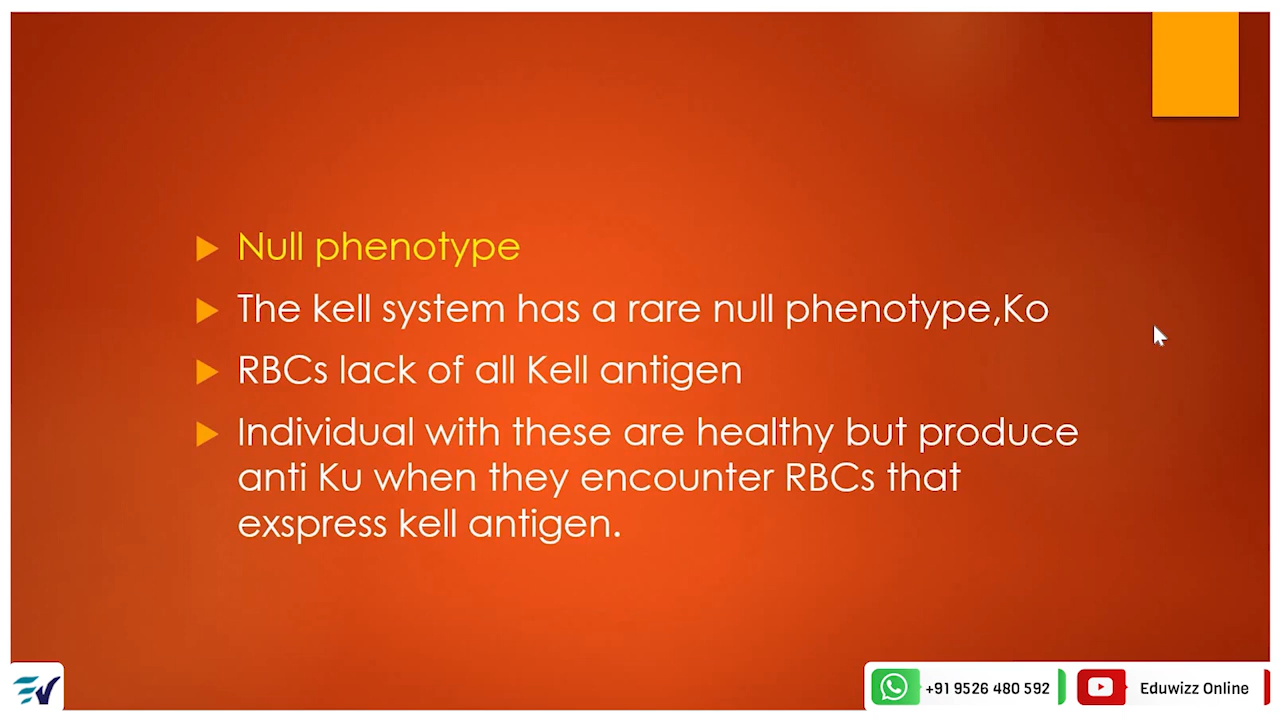 Null phenotype
The kell system has a rare null phenotype,Ko
RBCs lack of all Kell antigen
Individual with these are healthy but produce
anti Ku when they encounter RBCs that
exspress kell antigen.
+91 9526 480 592
Eduwizz Online